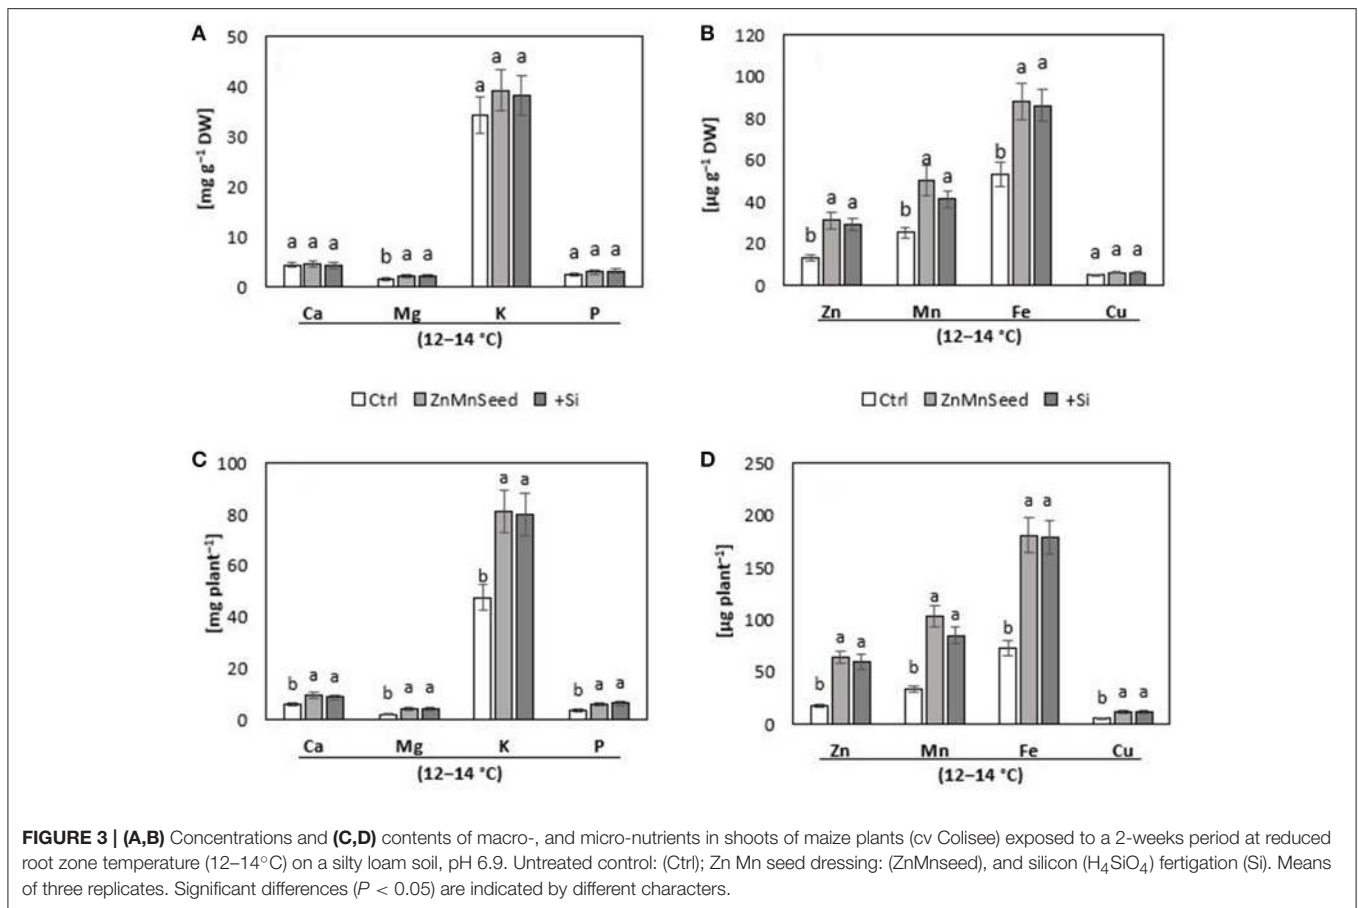 A
50
40
30
20
10
0
[mg g⁻¹ DW]
a a a
b a a
a a a
a a a
Ca Mg K P
(12–14 °C)
B
120
100
80
60
40
20
0
[µg g⁻¹ DW]
b a a
b a a
b a a
a a a
Zn Mn Fe Cu
(12–14 °C)
Ctrl ZnMnSeed +Si
Ctrl ZnMnSeed +Si
C
100
80
60
40
20
0
[mg plant⁻¹]
b a a
b a a
b a a
b a a
Ca Mg K P
(12–14 °C)
D
250
200
150
100
50
0
[µg plant⁻¹]
b a a
b a a
b a a
b a a
Zn Mn Fe Cu
(12–14 °C)
FIGURE 3 | (A,B) Concentrations and (C,D) contents of macro-, and micro-nutrients in shoots of maize plants (cv Colisee) exposed to a 2-weeks period at reduced
root zone temperature (12–14°C) on a silty loam soil, pH 6.9. Untreated control: (Ctrl); Zn Mn seed dressing: (ZnMnseed), and silicon (H₄SiO₄) fertigation (Si). Means
of three replicates. Significant differences (P < 0.05) are indicated by different characters.